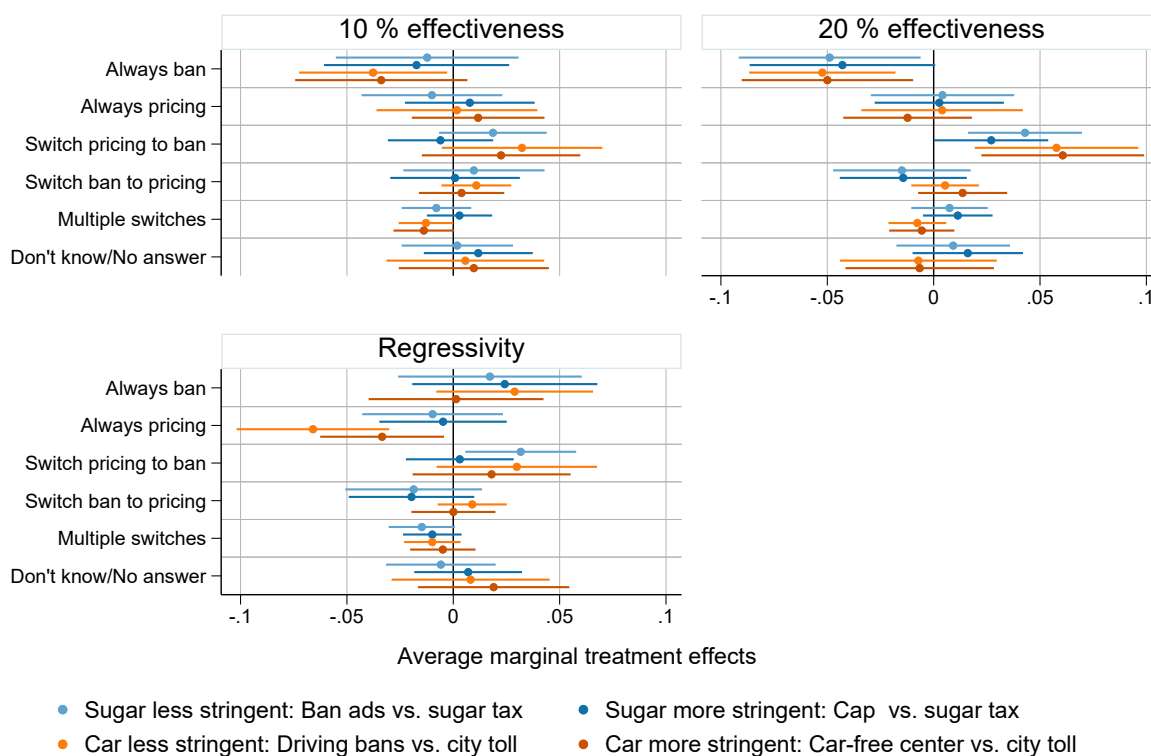 10 % effectiveness
20 % effectiveness
Always ban
Always pricing
Switch pricing to ban
Switch ban to pricing
Multiple switches
Don't know/No answer
-.1 -.05 0 .05 .1
Regressivity
Always ban
Always pricing
Switch pricing to ban
Switch ban to pricing
Multiple switches
Don't know/No answer
-.1 -.05 0 .05 .1
Average marginal treatment effects
Sugar less stringent: Ban ads vs. sugar tax
Sugar more stringent: Cap vs. sugar tax
Car less stringent: Driving bans vs. city toll
Car more stringent: Car-free center vs. city toll